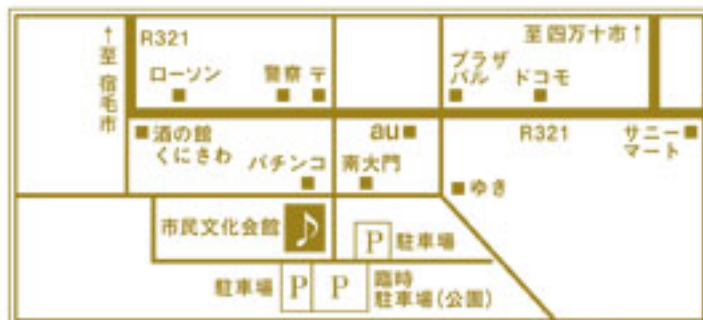 ↑至 宿毛市
R321
ローソン
警察 〒
プラザ
パル
ドコモ
至四万十市↑
酒の館
くにさわ
パチンコ
au
南大門
R321
サニー
マート
ゆき
市民文化会館
P 駐車場
駐車場 P
P 臨時
駐車場(公園)